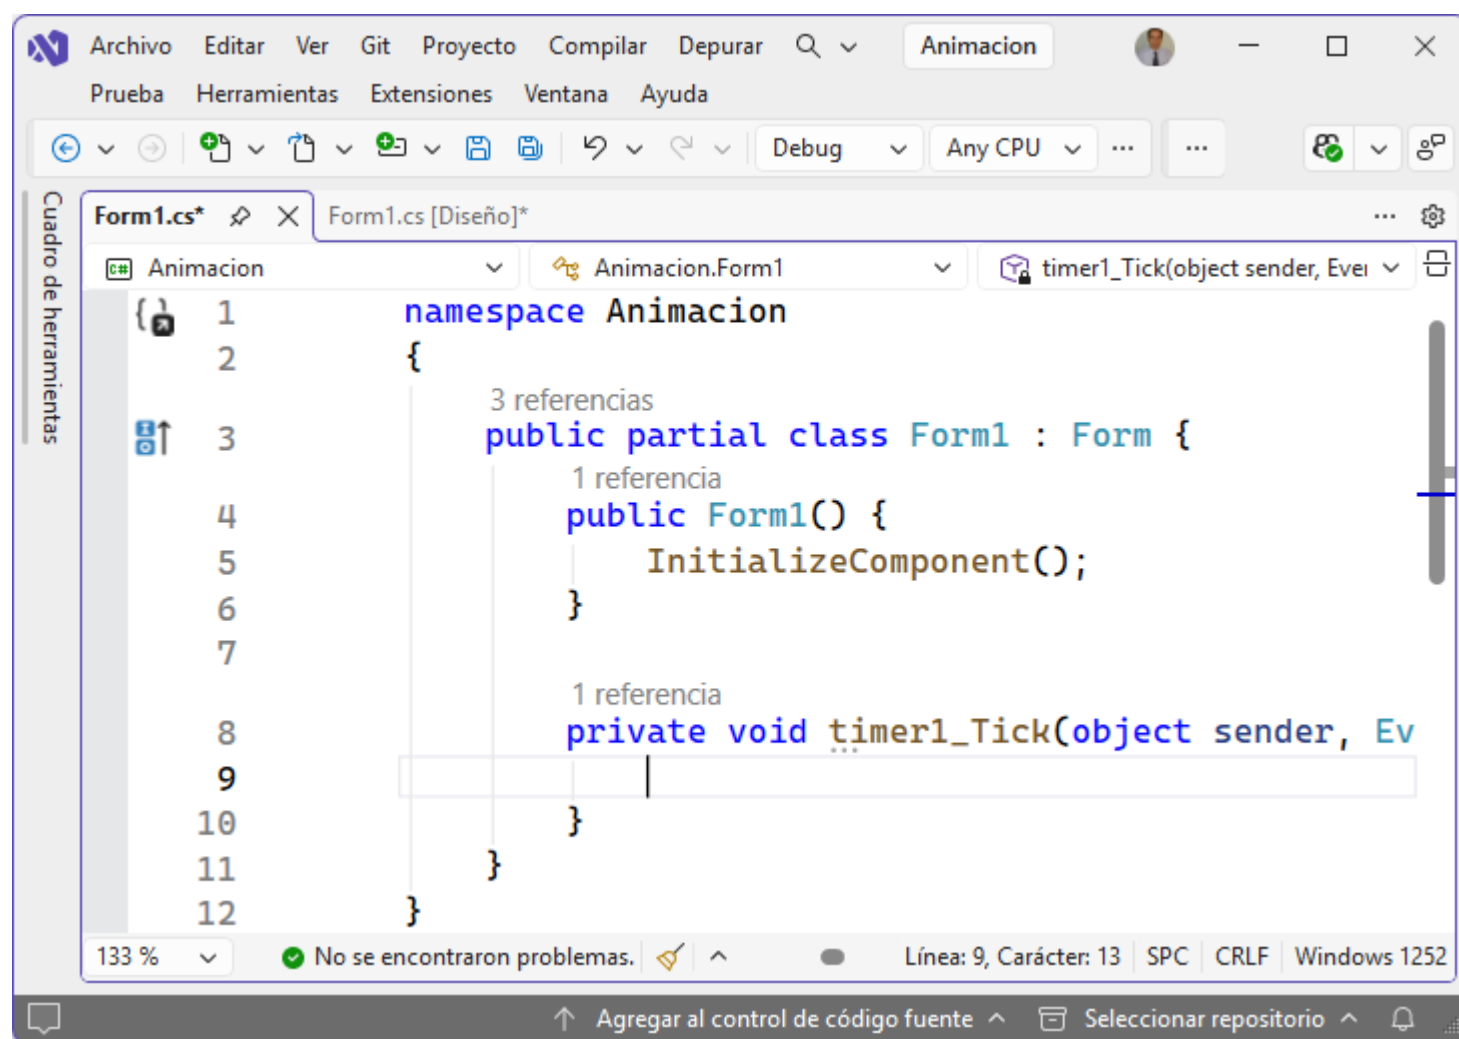 Archivo Editar Ver Git Proyecto Compilar Depurar Animacion
Prueba Herramientas Extensiones Ventana Ayuda
Debug Any CPU
Cuadro de herramientas
Form1.cs* Form1.cs [Diseño]*
C# Animacion Animacion.Form1 timer1_Tick(object sender, Eve
1 namespace Animacion
2 {
3 referencias
3 public partial class Form1 : Form {
1 referencia
4 public Form1() {
5 InitializeComponent();
6 }
7
1 referencia
8 private void timer1_Tick(object sender, Ev
9
10 }
11 }
12 }
133 % No se encontraron problemas. Línea: 9, Carácter: 13 SPC CRLF Windows 1252
Agregar al control de código fuente Seleccionar repositorio